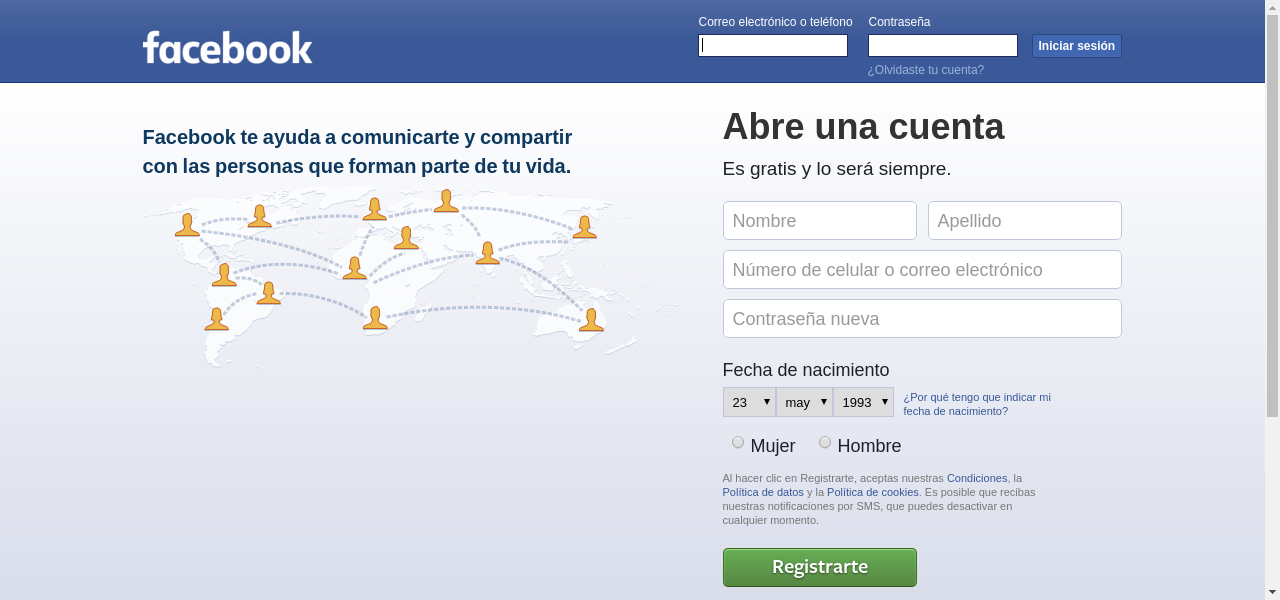 facebook
Correo electrónico o teléfono
Contraseña
Iniciar sesión
¿Olvidaste tu cuenta?
Facebook te ayuda a comunicarte y compartir
con las personas que forman parte de tu vida.
Abre una cuenta
Es gratis y lo será siempre.
Nombre
Apellido
Número de celular o correo electrónico
Contraseña nueva
Fecha de nacimiento
23 may 1993
¿Por qué tengo que indicar mi
fecha de nacimiento?
Mujer Hombre
Al hacer clic en Registrarte, aceptas nuestras Condiciones, la
Política de datos y la Política de cookies. Es posible que recibas
nuestras notificaciones por SMS, que puedes desactivar en
cualquier momento.
Registrarte